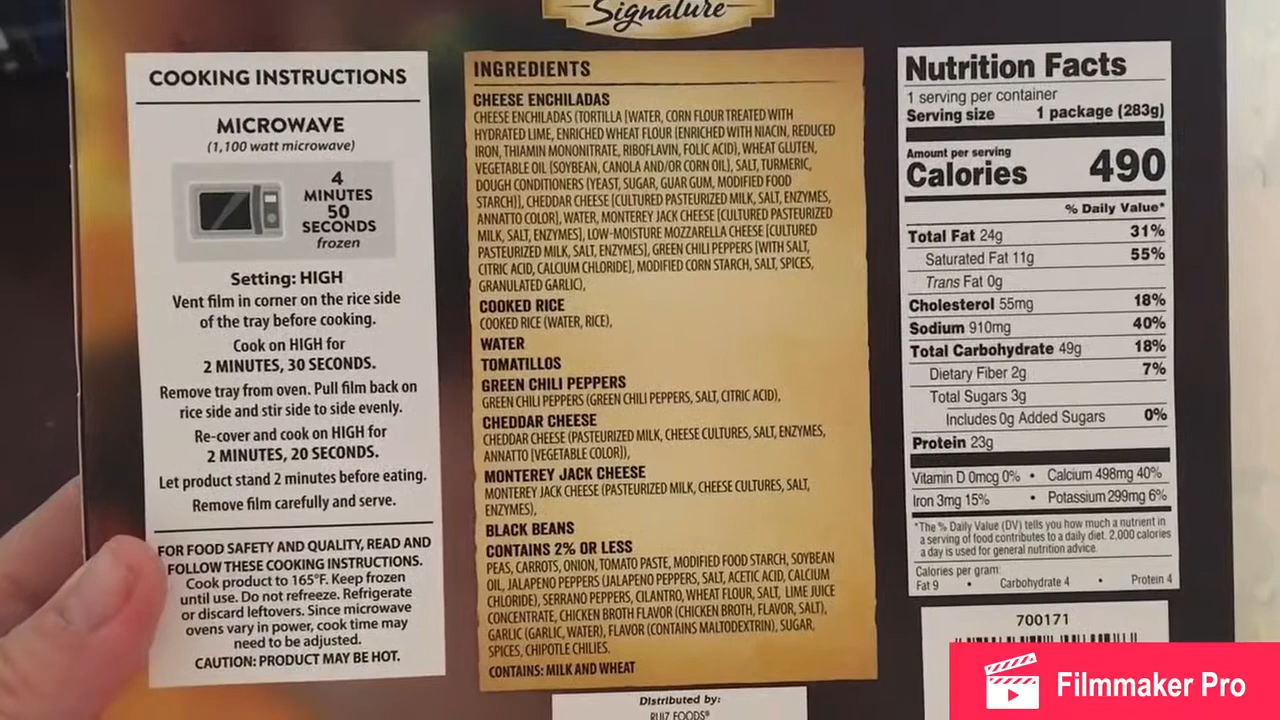 Signature
COOKING INSTRUCTIONS
MICROWAVE
(1,100 watt microwave)
4
MINUTES
50
SECONDS
frozen
Setting: HIGH
Vent film in corner on the rice side
of the tray before cooking.
Cook on HIGH for
2 MINUTES, 30 SECONDS.
Remove tray from oven. Pull film back on
rice side and stir side to side evenly.
Re-cover and cook on HIGH for
2 MINUTES, 20 SECONDS.
Let product stand 2 minutes before eating.
Remove film carefully and serve.
FOR FOOD SAFETY AND QUALITY, READ AND
FOLLOW THESE COOKING INSTRUCTIONS.
Cook product to 165°F. Keep frozen
until use. Do not refreeze. Refrigerate
or discard leftovers. Since microwave
ovens vary in power, cook time may
need to be adjusted.
CAUTION: PRODUCT MAY BE HOT.
INGREDIENTS
CHEESE ENCHILADAS
CHEESE ENCHILADAS (TORTILLA [WATER, CORN FLOUR TREATED WITH
HYDRATED LIME, ENRICHED WHEAT FLOUR (ENRICHED WITH NIACIN, REDUCED
IRON, THIAMIN MONONITRATE, RIBOFLAVIN, FOLIC ACID), WHEAT GLUTEN,
VEGETABLE OIL (SOYBEAN, CANOLA AND/OR CORN OIL), SALT, TURMERIC,
DOUGH CONDITIONERS (YEAST, SUGAR, GUAR GUM, MODIFIED FOOD
STARCH)], CHEDDAR CHEESE [CULTURED PASTEURIZED MILK, SALT, ENZYMES,
ANNATTO COLOR], WATER, MONTEREY JACK CHEESE [CULTURED PASTEURIZED
MILK, SALT, ENZYMES], LOW-MOISTURE MOZZARELLA CHEESE [CULTURED
PASTEURIZED MILK, SALT, ENZYMES], GREEN CHILI PEPPERS [WITH SALT,
CITRIC ACID, CALCIUM CHLORIDE], MODIFIED CORN STARCH, SALT, SPICES,
GRANULATED GARLIC),
COOKED RICE
COOKED RICE (WATER, RICE),
WATER
TOMATILLOS
GREEN CHILI PEPPERS
GREEN CHILI PEPPERS (GREEN CHILI PEPPERS, SALT, CITRIC ACID),
CHEDDAR CHEESE
CHEDDAR CHEESE (PASTEURIZED MILK, CHEESE CULTURES, SALT, ENZYMES,
ANNATTO [VEGETABLE COLOR]),
MONTEREY JACK CHEESE
MONTEREY JACK CHEESE (PASTEURIZED MILK, CHEESE CULTURES, SALT,
ENZYMES),
BLACK BEANS
CONTAINS 2% OR LESS
PEAS, CARROTS, ONION, TOMATO PASTE, MODIFIED FOOD STARCH, SOYBEAN
OIL, JALAPENO PEPPERS (JALAPENO PEPPERS, SALT, ACETIC ACID, CALCIUM
CHLORIDE), SERRANO PEPPERS, CILANTRO, WHEAT FLOUR, SALT, LIME JUICE
CONCENTRATE, CHICKEN BROTH FLAVOR (CHICKEN BROTH, FLAVOR, SALT),
GARLIC (GARLIC, WATER), FLAVOR (CONTAINS MALTODEXTRIN), SUGAR,
SPICES, CHIPOTLE CHILIES.
CONTAINS: MILK AND WHEAT
Distributed by:
RUIZ FOODS®
Nutrition Facts
1 serving per container
Serving size 1 package (283g)
Amount per serving
Calories 490
% Daily Value*
Total Fat 24g 31%
Saturated Fat 11g 55%
Trans Fat 0g
Cholesterol 55mg 18%
Sodium 910mg 40%
Total Carbohydrate 49g 18%
Dietary Fiber 2g 7%
Total Sugars 3g
Includes 0g Added Sugars 0%
Protein 23g
Vitamin D 0mcg 0% • Calcium 498mg 40%
Iron 3mg 15% • Potassium 299mg 6%
*The % Daily Value (DV) tells you how much a nutrient in
a serving of food contributes to a daily diet. 2,000 calories
a day is used for general nutrition advice.
Calories per gram:
Fat 9 • Carbohydrate 4 • Protein 4
700171
Filmmaker Pro